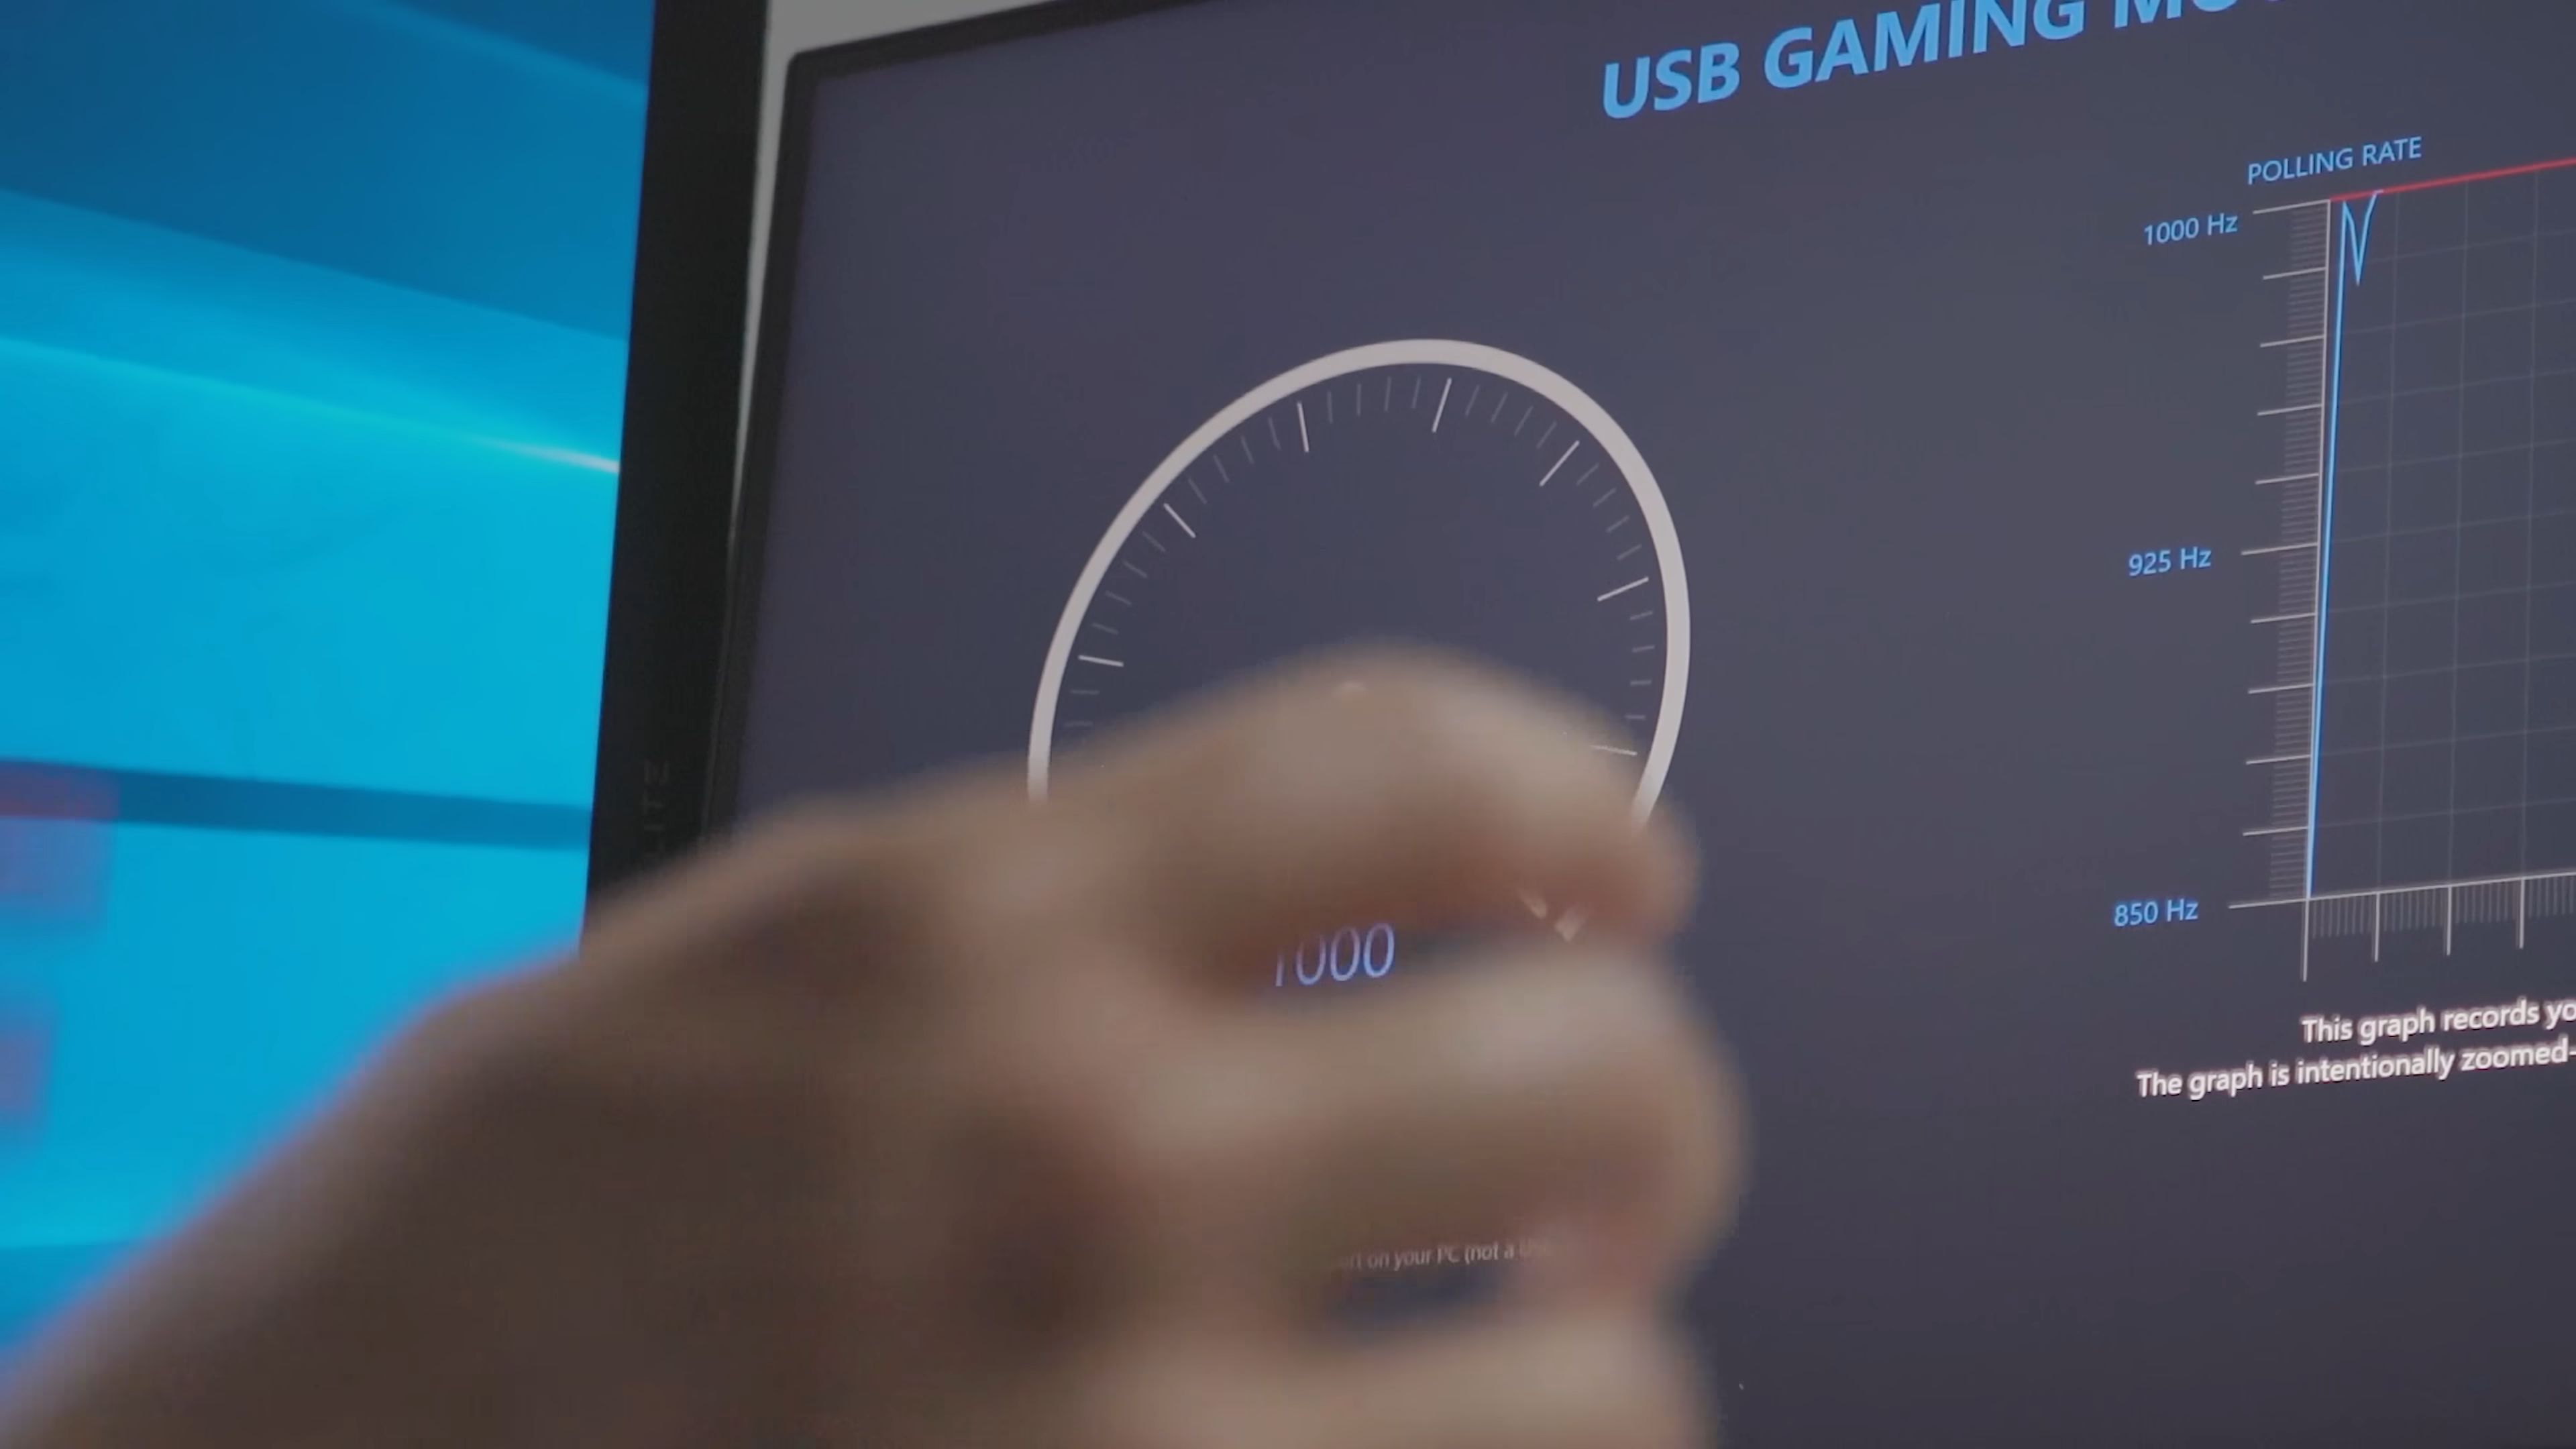 USB GAMING
POLLING RATE
1000 Hz
925 Hz
850 Hz
1000
This graph records
The graph is intentionally zoomed-
on your PC (not a